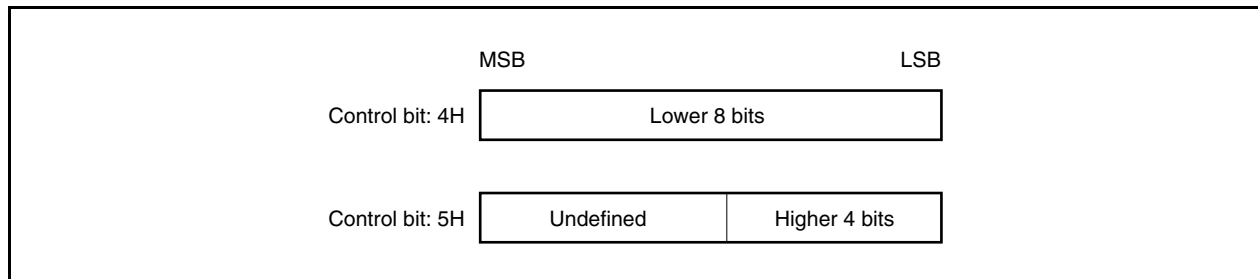 MSB LSB
Control bit: 4H Lower 8 bits
Control bit: 5H Undefined Higher 4 bits